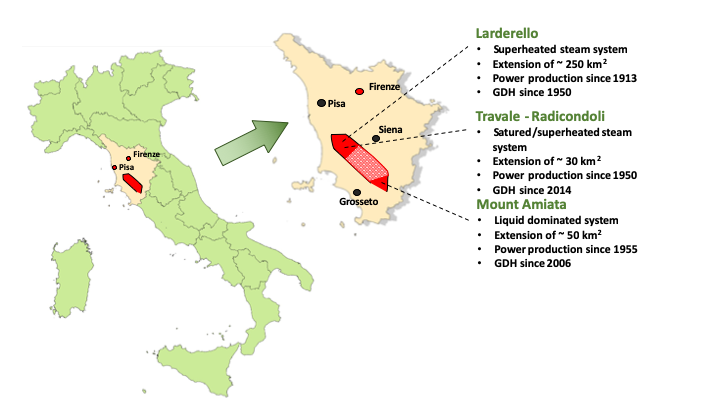 Larderello
• Superheated steam system
• Extension of ~ 250 km²
• Power production since 1913
• GDH since 1950
Travale - Radicondoli
• Satured/superheated steam
system
• Extension of ~ 30 km²
• Power production since 1950
• GDH since 2014
Mount Amiata
• Liquid dominated system
• Extension of ~ 50 km²
• Power production since 1955
• GDH since 2006
Firenze
Pisa
Siena
Grosseto
Firenze
Pisa